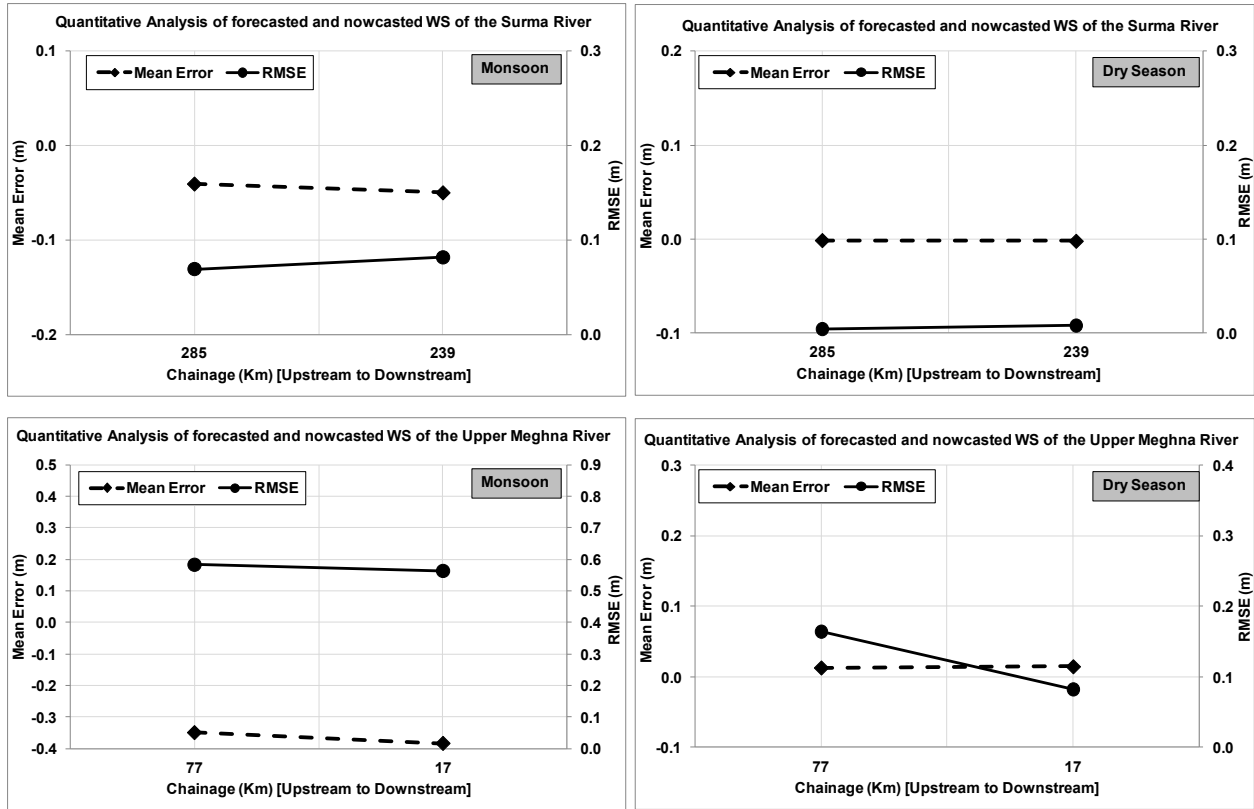 Quantitative Analysis of forecasted and nowcasted WS of the Surma River
0.1
0.0
-0.1
-0.2
Mean Error (m)
0.3
0.2
0.1
0.0
RMSE (m)
Mean Error RMSE
Monsoon
285 239
Chainage (Km) [Upstream to Downstream]
Quantitative Analysis of forecasted and nowcasted WS of the Surma River
0.2
0.1
0.0
-0.1
Mean Error (m)
0.3
0.2
0.1
0.0
RMSE (m)
Mean Error RMSE
Dry Season
285 239
Chainage (Km) [Upstream to Downstream]
Quantitative Analysis of forecasted and nowcasted WS of the Upper Meghna River
0.5
0.4
0.3
0.2
0.1
0.0
-0.1
-0.2
-0.3
-0.4
Mean Error (m)
0.9
0.8
0.7
0.6
0.5
0.4
0.3
0.2
0.1
0.0
RMSE (m)
Mean Error RMSE
Monsoon
77 17
Chainage (Km) [Upstream to Downstream]
Quantitative Analysis of forecasted and nowcasted WS of the Upper Meghna River
0.3
0.2
0.1
0.0
-0.1
Mean Error (m)
0.4
0.3
0.2
0.1
0.0
RMSE (m)
Mean Error RMSE
Dry Season
77 17
Chainage (Km) [Upstream to Downstream]